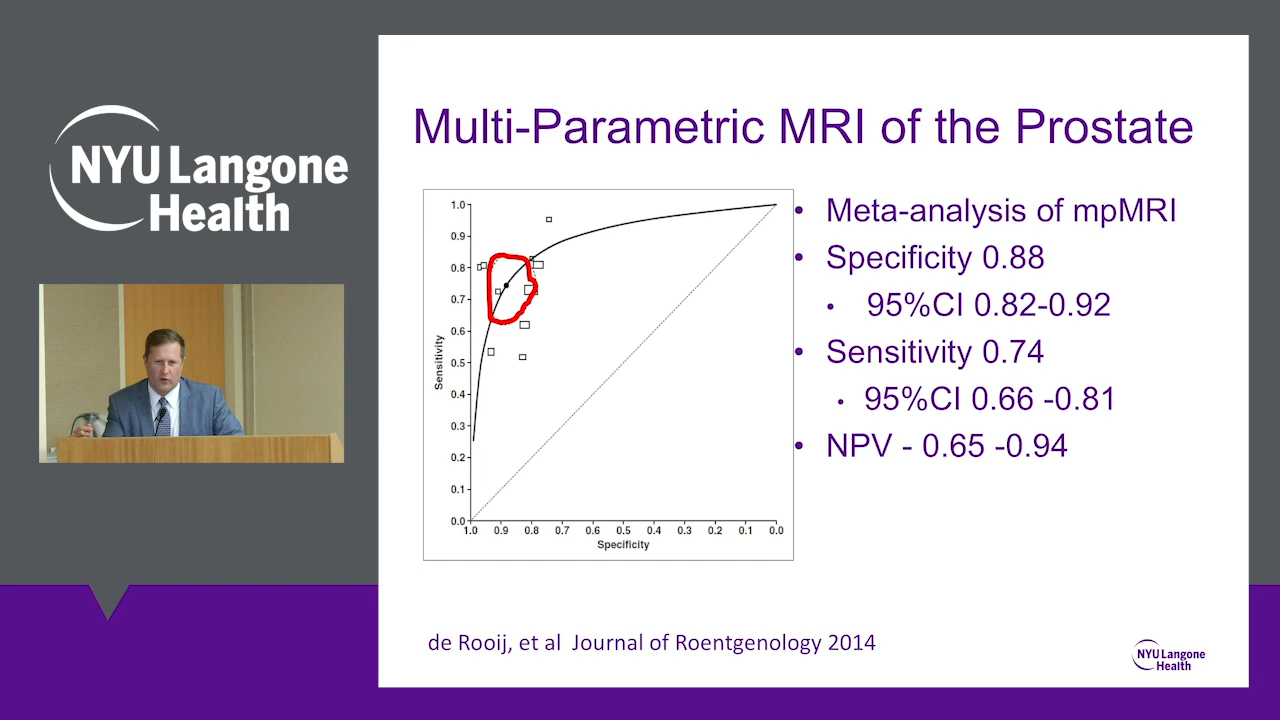 NYU Langone
Health
Multi-Parametric MRI of the Prostate
1.0
0.9
0.8
0.7
0.6
0.5
0.4
0.3
0.2
0.1
0.0
Sensitivity
1.0 0.9 0.8 0.7 0.6 0.5 0.4 0.3 0.2 0.1 0.0
Specificity
• Meta-analysis of mpMRI
• Specificity 0.88
• 95%CI 0.82-0.92
• Sensitivity 0.74
• 95%CI 0.66 -0.81
• NPV - 0.65 -0.94
de Rooij, et al Journal of Roentgenology 2014
NYU Langone
Health